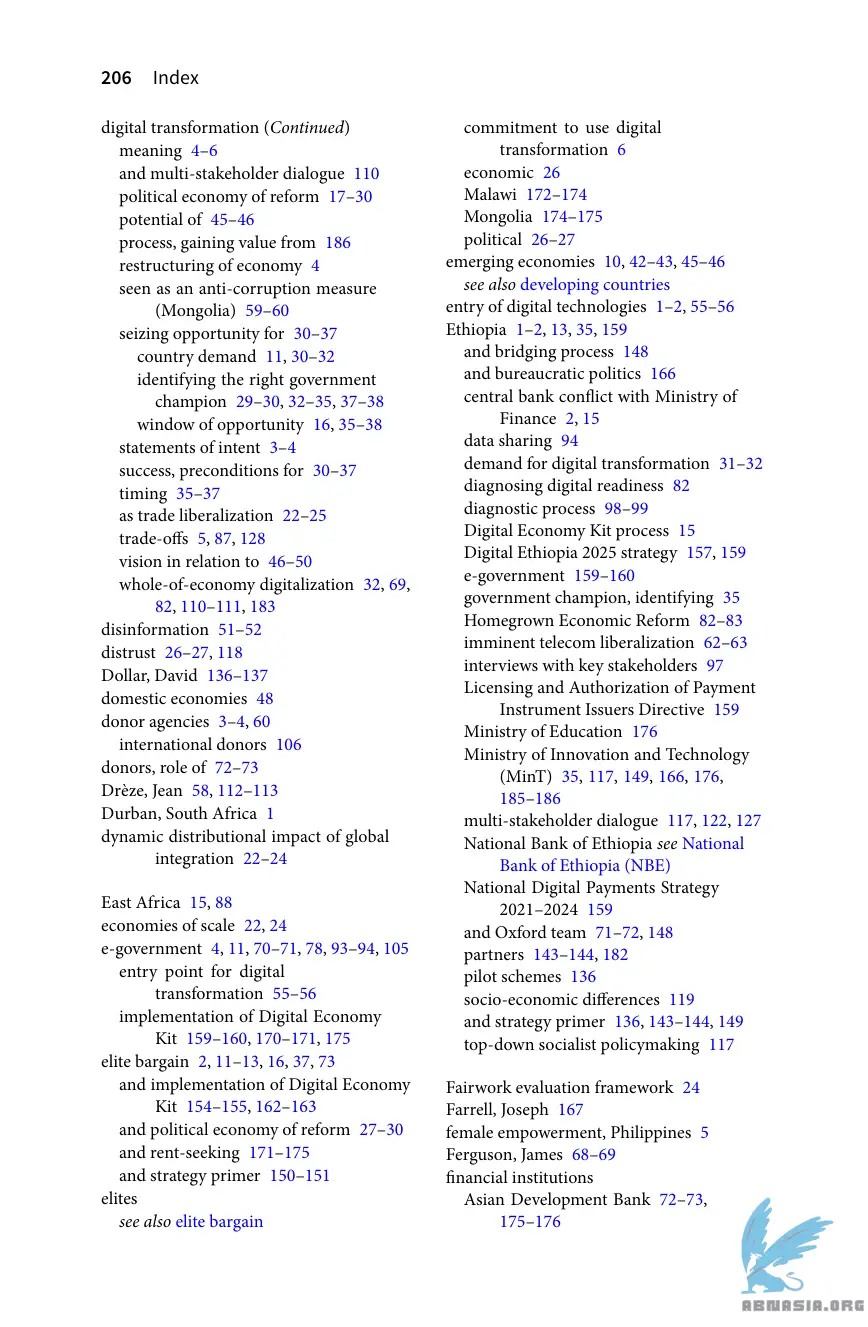 206 Index
digital transformation (Continued)
meaning 4–6
and multi-stakeholder dialogue 110
political economy of reform 17–30
potential of 45–46
process, gaining value from 186
restructuring of economy 4
seen as an anti-corruption measure
(Mongolia) 59–60
seizing opportunity for 30–37
country demand 11, 30–32
identifying the right government
champion 29–30, 32–35, 37–38
window of opportunity 16, 35–38
statements of intent 3–4
success, preconditions for 30–37
timing 35–37
as trade liberalization 22–25
trade-offs 5, 87, 128
vision in relation to 46–50
whole-of-economy digitalization 32, 69,
82, 110–111, 183
disinformation 51–52
distrust 26–27, 118
Dollar, David 136–137
domestic economies 48
donor agencies 3–4, 60
international donors 106
donors, role of 72–73
Drèze, Jean 58, 112–113
Durban, South Africa 1
dynamic distributional impact of global
integration 22–24
East Africa 15, 88
economies of scale 22, 24
e-government 4, 11, 70–71, 78, 93–94, 105
entry point for digital
transformation 55–56
implementation of Digital Economy
Kit 159–160, 170–171, 175
elite bargain 2, 11–13, 16, 37, 73
and implementation of Digital Economy
Kit 154–155, 162–163
and political economy of reform 27–30
and rent-seeking 171–175
and strategy primer 150–151
elites
see also elite bargain
commitment to use digital
transformation 6
economic 26
Malawi 172–174
Mongolia 174–175
political 26–27
emerging economies 10, 42–43, 45–46
see also developing countries
entry of digital technologies 1–2, 55–56
Ethiopia 1–2, 13, 35, 159
and bridging process 148
and bureaucratic politics 166
central bank conflict with Ministry of
Finance 2, 15
data sharing 94
demand for digital transformation 31–32
diagnosing digital readiness 82
diagnostic process 98–99
Digital Economy Kit process 15
Digital Ethiopia 2025 strategy 157, 159
e-government 159–160
government champion, identifying 35
Homegrown Economic Reform 82–83
imminent telecom liberalization 62–63
interviews with key stakeholders 97
Licensing and Authorization of Payment
Instrument Issuers Directive 159
Ministry of Education 176
Ministry of Innovation and Technology
(MinT) 35, 117, 149, 166, 176,
185–186
multi-stakeholder dialogue 117, 122, 127
National Bank of Ethiopia see National
Bank of Ethiopia (NBE)
National Digital Payments Strategy
2021–2024 159
and Oxford team 71–72, 148
partners 143–144, 182
pilot schemes 136
socio-economic differences 119
and strategy primer 136, 143–144, 149
top-down socialist policymaking 117
Fairwork evaluation framework 24
Farrell, Joseph 167
female empowerment, Philippines 5
Ferguson, James 68–69
financial institutions
Asian Development Bank 72–73,
175–176
ABNASIA.ORG